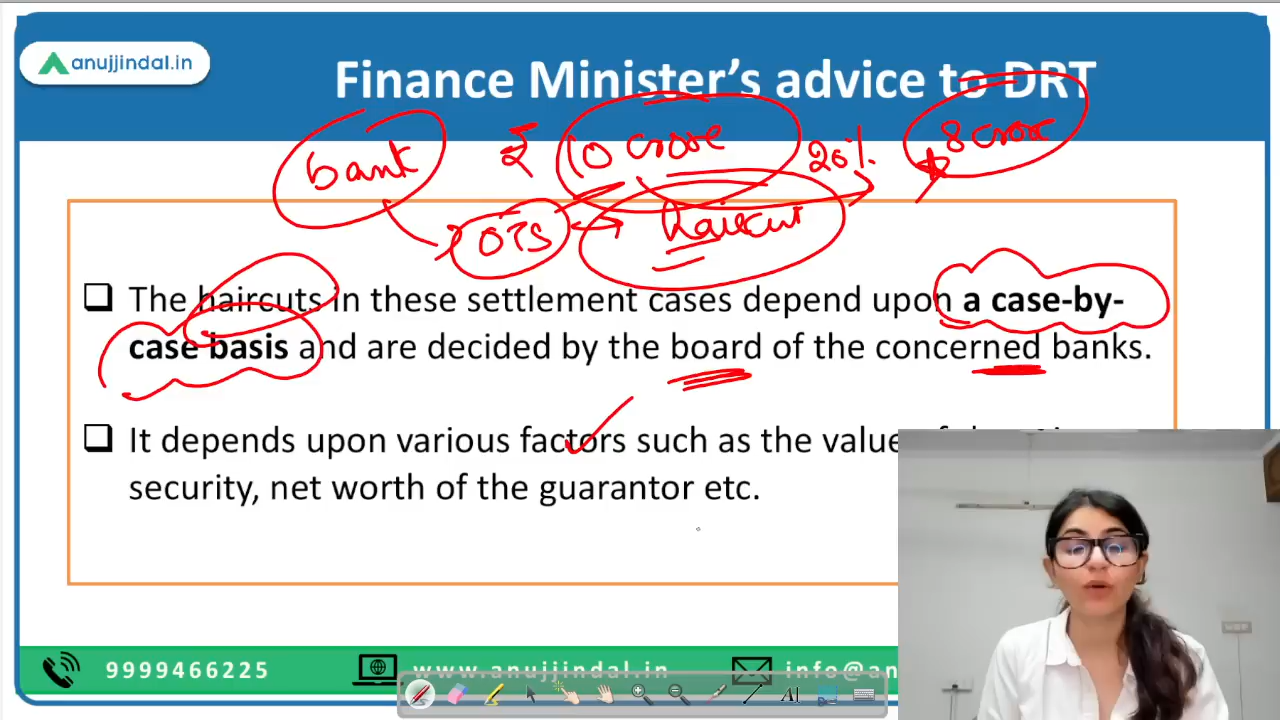 anujjindal.in
Finance Minister's advice to DRT
bank ₹ 10 crore 20% 8 crore
OTS haircut
❑ The haircuts in these settlement cases depend upon a case-by-
case basis and are decided by the board of the concerned banks.
❑ It depends upon various factors such as the value
security, net worth of the guarantor etc.
9999466225 www.anujjindal.in info@an
AI